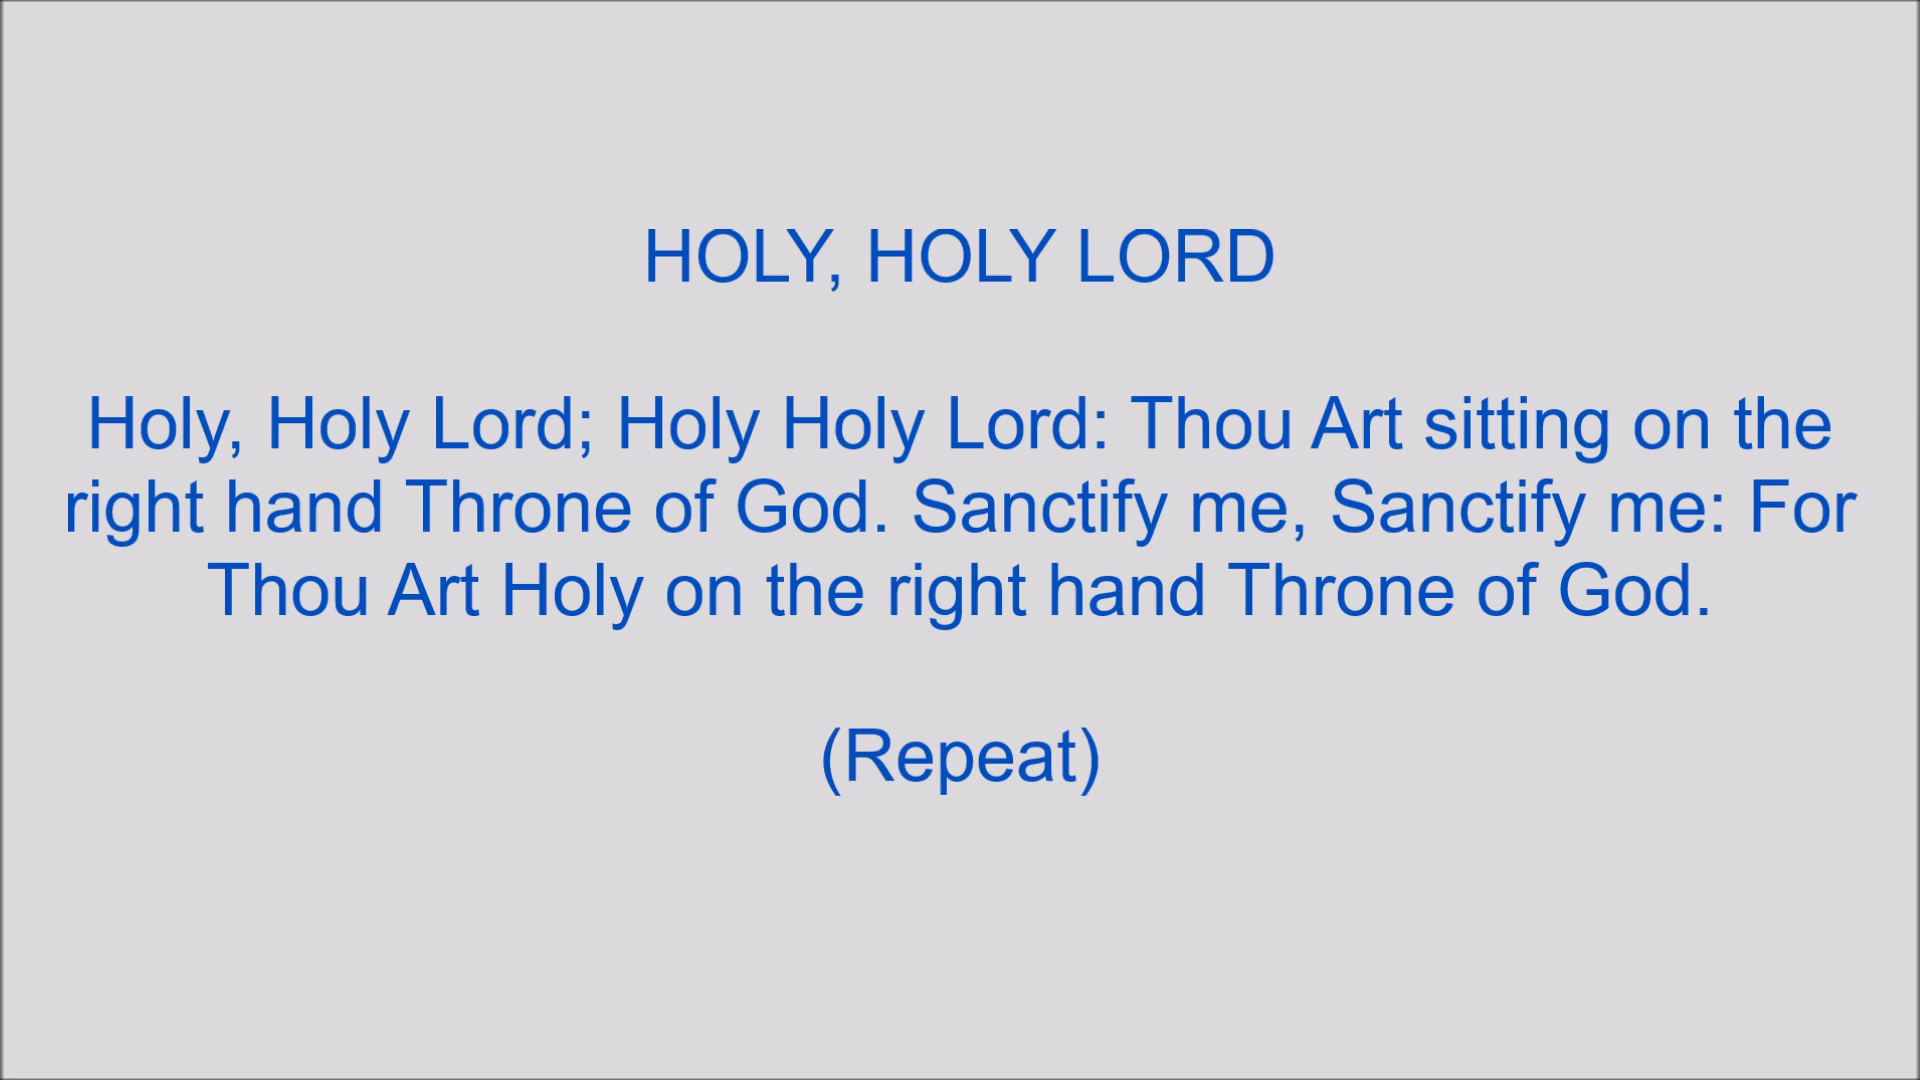 HOLY, HOLY LORD
Holy, Holy Lord; Holy Holy Lord: Thou Art sitting on the
right hand Throne of God. Sanctify me, Sanctify me: For
Thou Art Holy on the right hand Throne of God.
(Repeat)